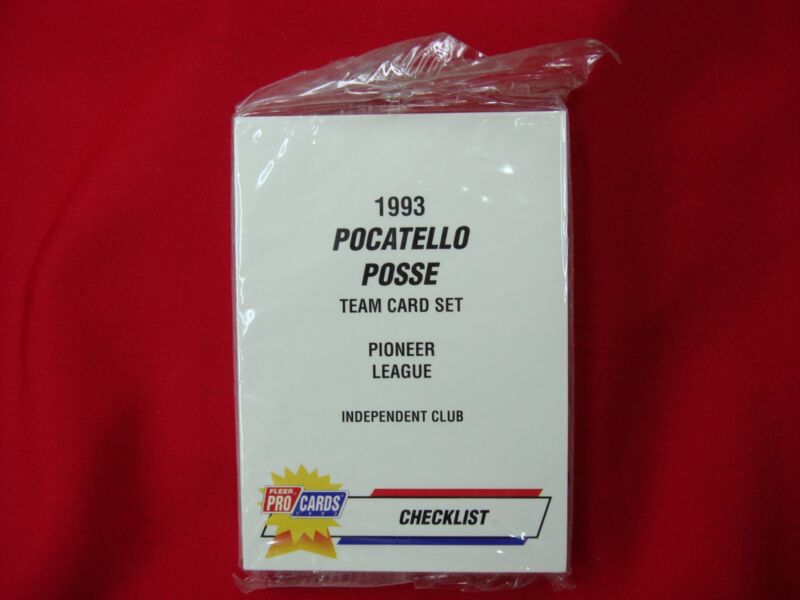 1993
POCATELLO
POSSE
TEAM CARD SET
PIONEER
LEAGUE
INDEPENDENT CLUB
FLEER
PRO CARDS
CHECKLIST